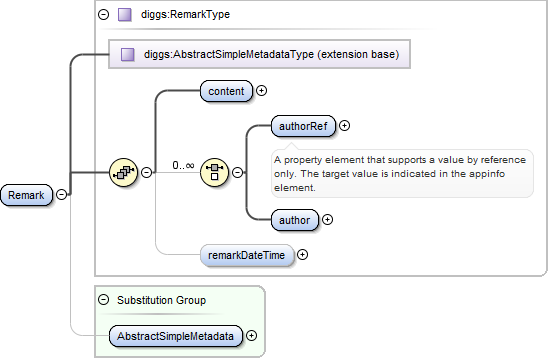 diggs:RemarkType
diggs:AbstractSimpleMetadataType (extension base)
content
authorRef
0..∞
A property element that supports a value by reference
only. The target value is indicated in the appinfo
element.
Remark
author
remarkDateTime
Substitution Group
AbstractSimpleMetadata